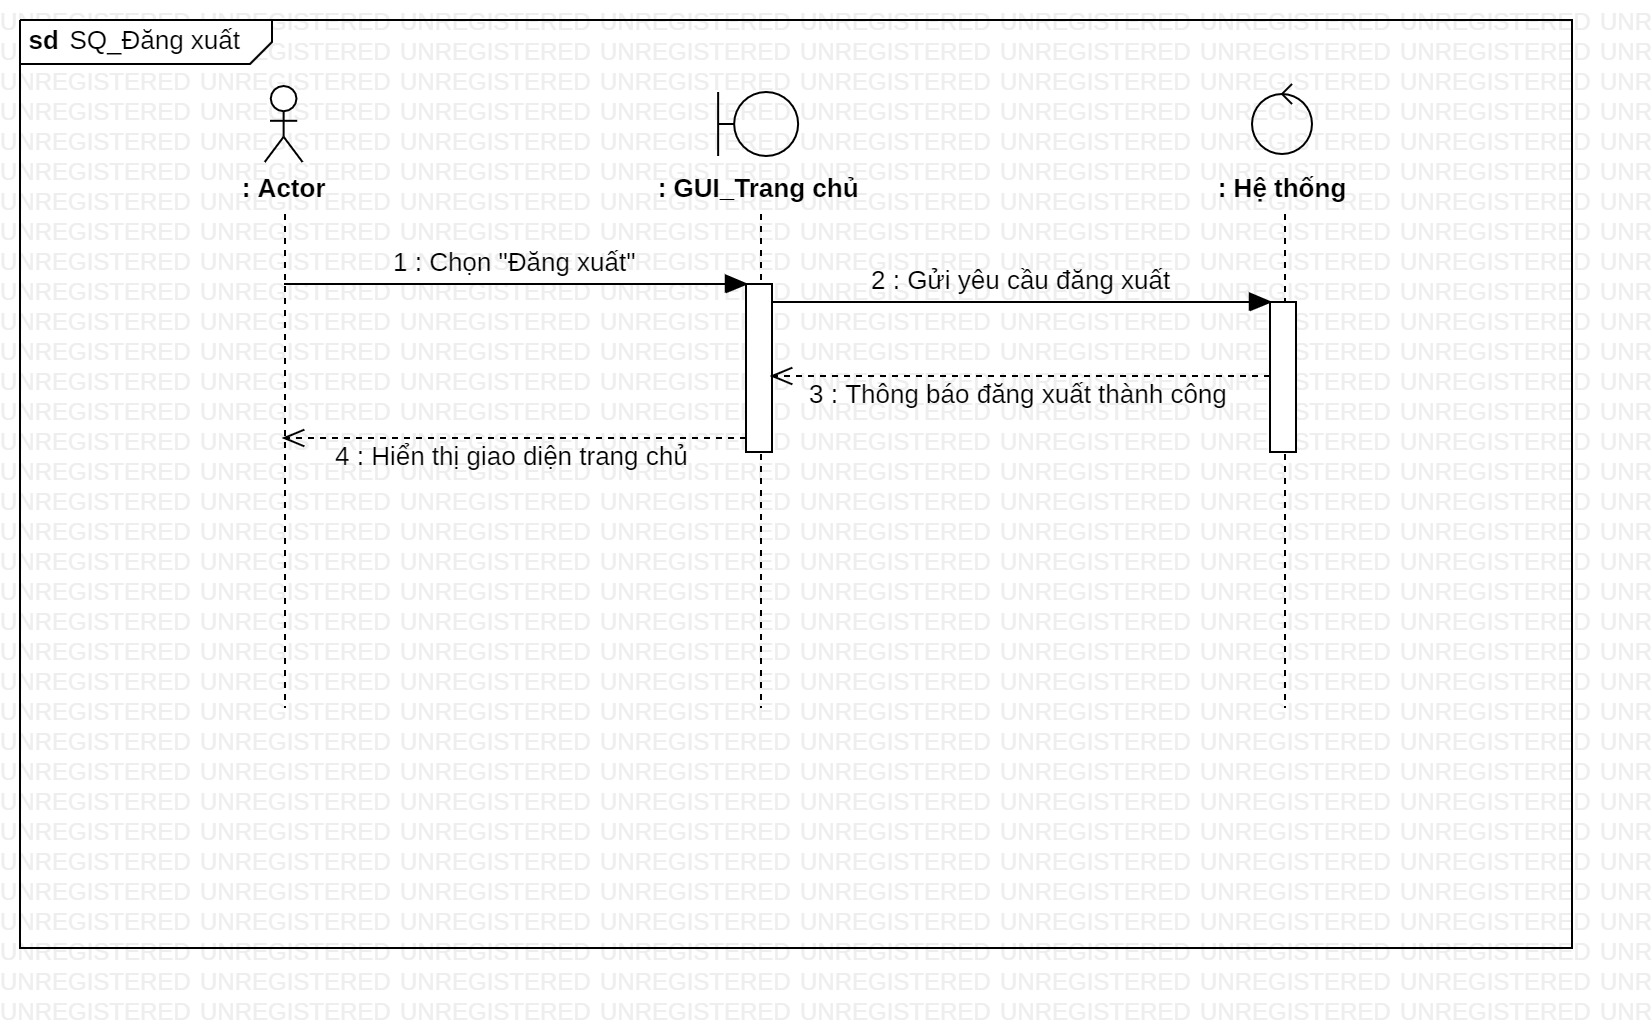 sd SQ_Đăng xuất
: Actor
: GUI_Trang chủ
: Hệ thống
1 : Chọn "Đăng xuất"
2 : Gửi yêu cầu đăng xuất
3 : Thông báo đăng xuất thành công
4 : Hiển thị giao diện trang chủ
UNREGISTERED